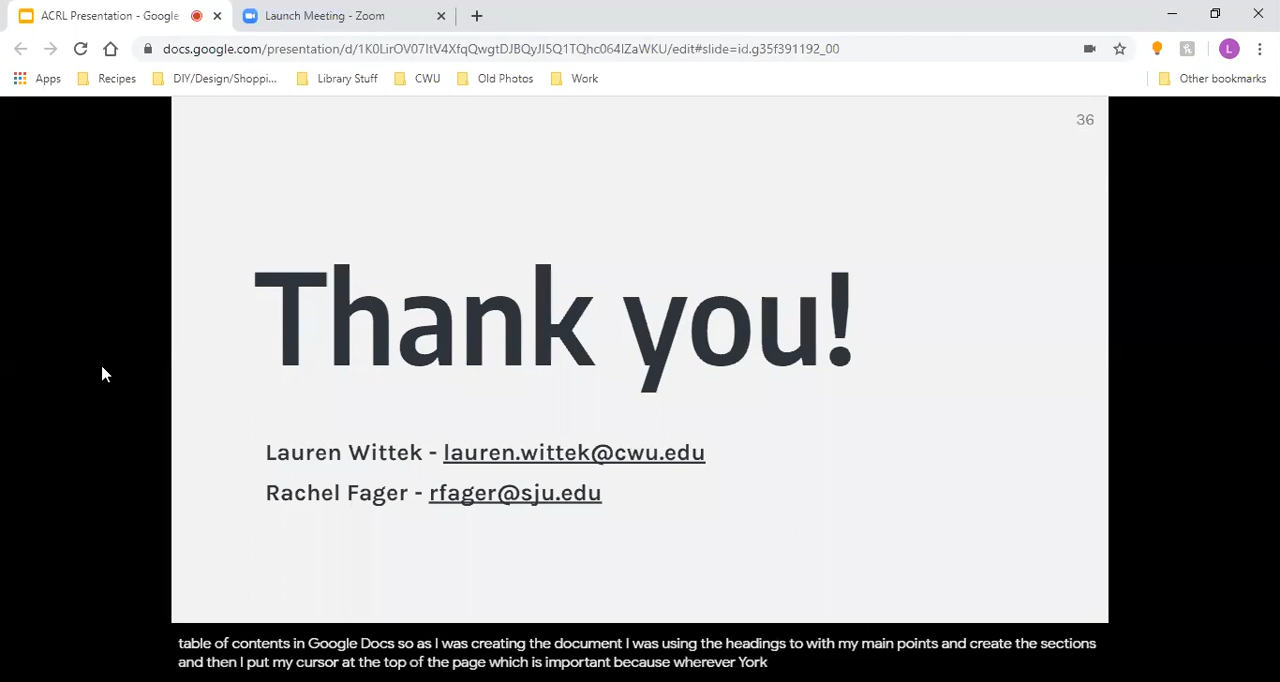 ACRL Presentation - Google
Launch Meeting - Zoom
docs.google.com/presentation/d/1K0LirOV07ItV4XfqQwgtDJBQyJI5Q1TQhc064lZaWKU/edit#slide=id.g35f391192_00
L
Apps
Recipes
DIY/Design/Shoppi...
Library Stuff
CWU
Old Photos
Work
Other bookmarks
36
Thank you!
Lauren Wittek - lauren.wittek@cwu.edu
Rachel Fager - rfager@sju.edu
table of contents in Google Docs so as I was creating the document I was using the headings to with my main points and create the sections
and then I put my cursor at the top of the page which is important because wherever York